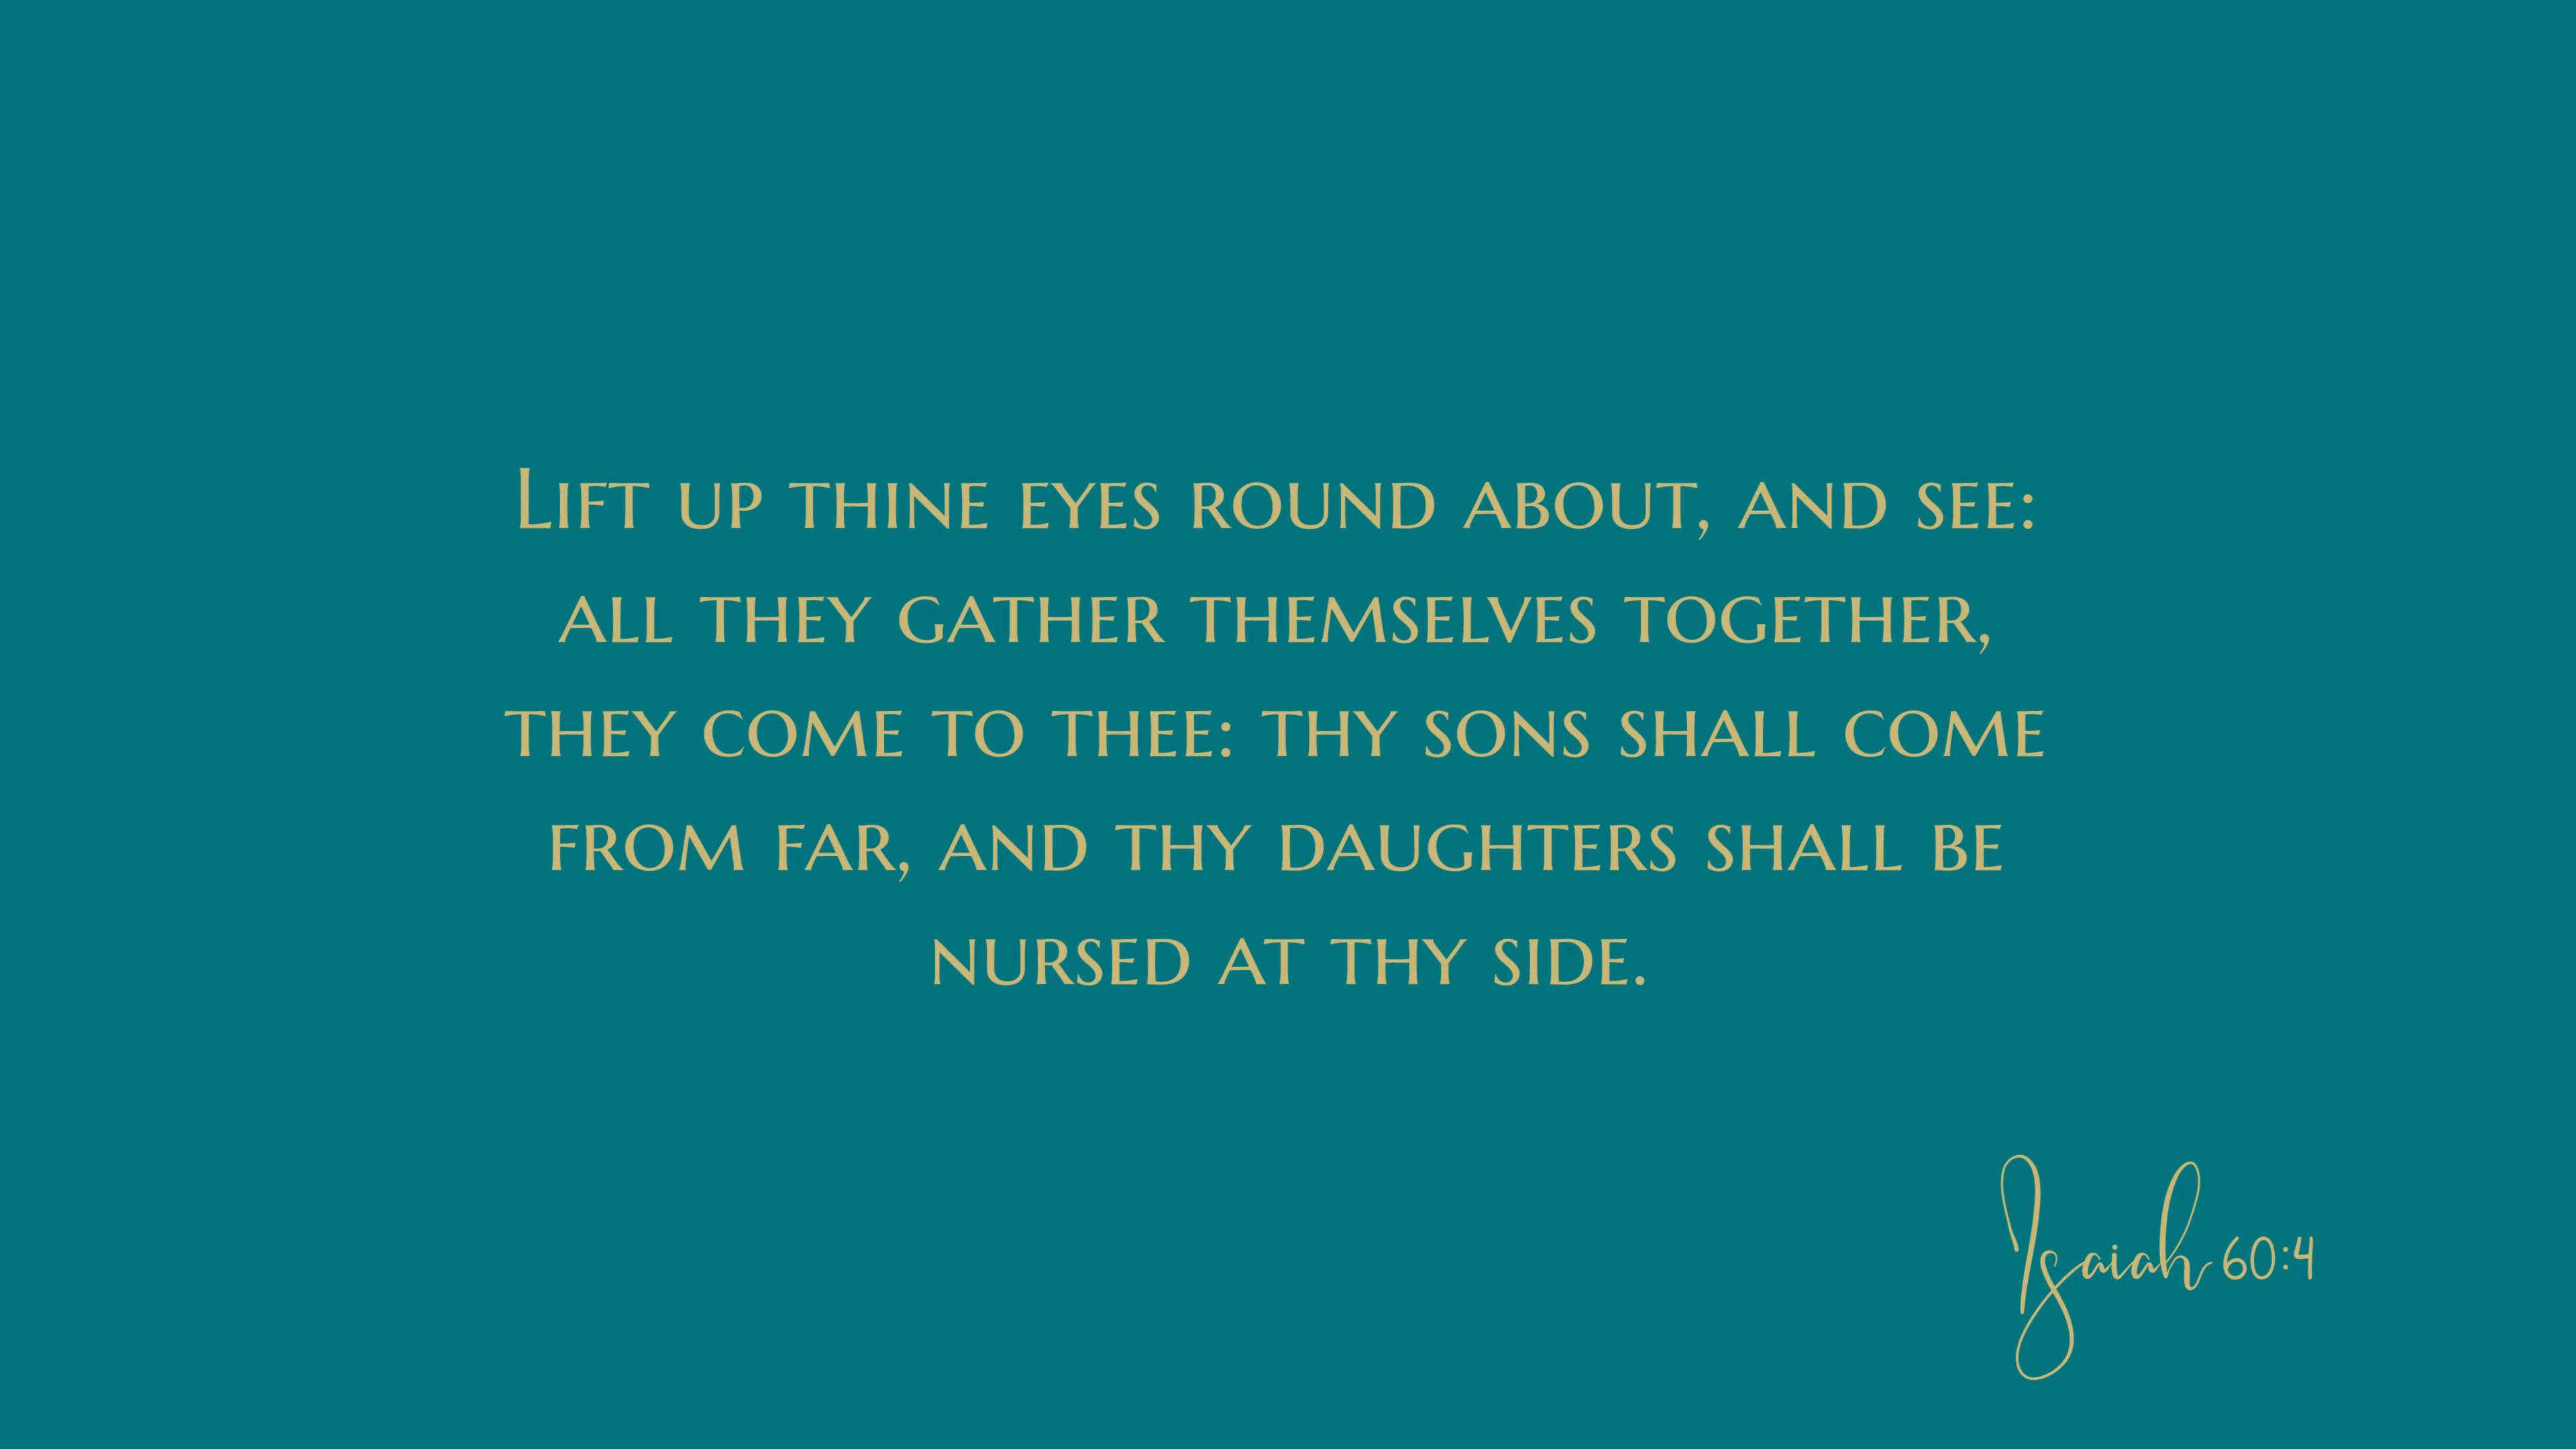 Lift up thine eyes round about, and see:
all they gather themselves together,
they come to thee: thy sons shall come
from far, and thy daughters shall be
nursed at thy side.
Isaiah 60:4